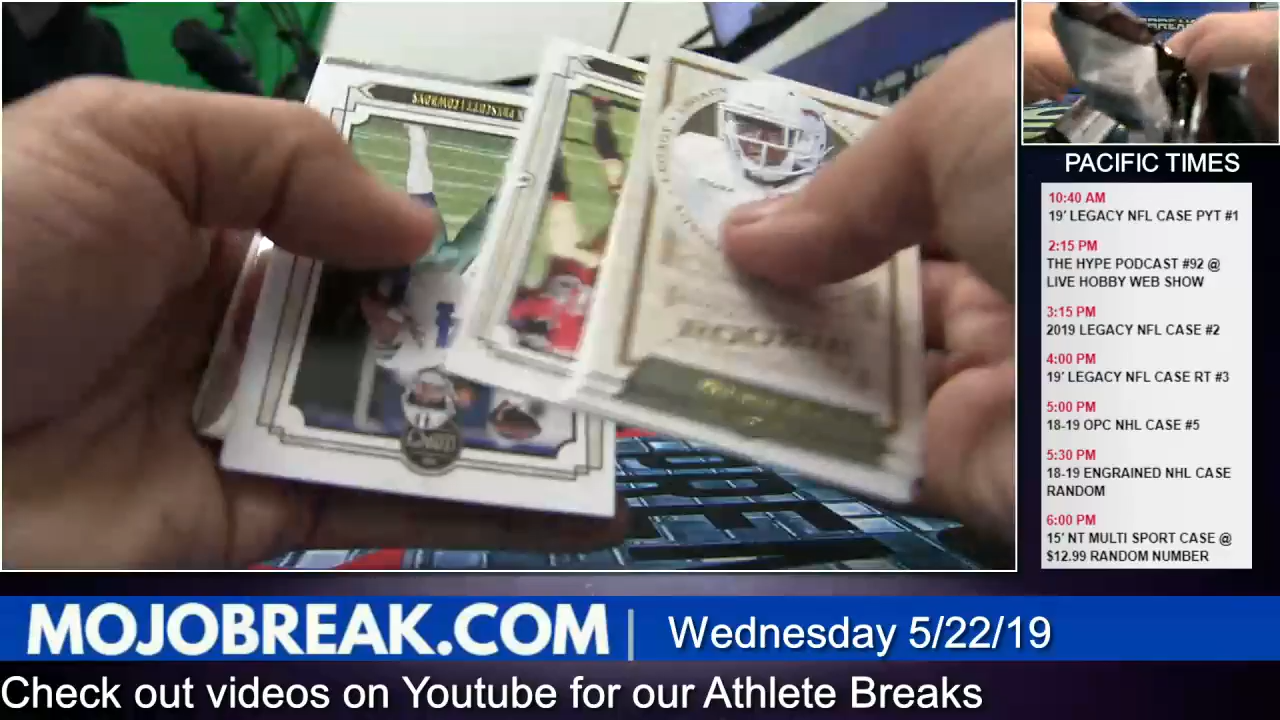 PRESCOTT | COWBOYS
ROOKIE
BREAK
PACIFIC TIMES
10:40 AM
19' LEGACY NFL CASE PYT #1
2:15 PM
THE HYPE PODCAST #92 @
LIVE HOBBY WEB SHOW
3:15 PM
2019 LEGACY NFL CASE #2
4:00 PM
19' LEGACY NFL CASE RT #3
5:00 PM
18-19 OPC NHL CASE #5
5:30 PM
18-19 ENGRAINED NHL CASE
RANDOM
6:00 PM
15' NT MULTI SPORT CASE @
$12.99 RANDOM NUMBER
MOJOBREAK.COM | Wednesday 5/22/19
Check out videos on Youtube for our Athlete Breaks